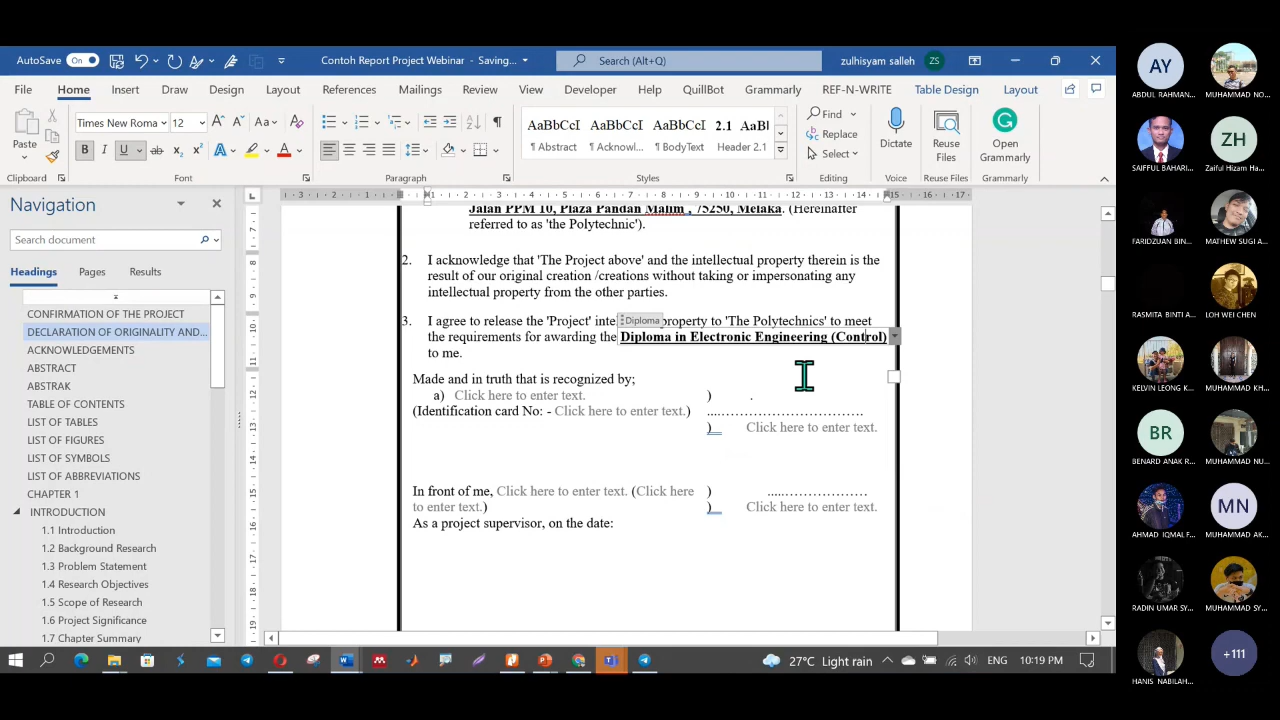 AutoSave
On
Contoh Report Project Webinar - Saving...
Search (Alt+Q)
zulhisyam salleh
ZS
File
Home
Insert
Draw
Design
Layout
References
Mailings
Review
View
Developer
Help
QuillBot
Grammarly
REF-N-WRITE
Table Design
Layout
Paste
Times New Roma
12
AaBbCcI
AaBbCcI
AaBbCcI
2.1 AaBl
¶ Abstract
¶ Acknowl...
¶ BodyText
Header 2.1
Find
Replace
Select
Dictate
Reuse
Files
Open
Grammarly
Clipboard
Font
Paragraph
Styles
Editing
Voice
Reuse Files
Grammarly
Navigation
Search document
Headings
Pages
Results
CONFIRMATION OF THE PROJECT
DECLARATION OF ORIGINALITY AND...
ACKNOWLEDGEMENTS
ABSTRACT
ABSTRAK
TABLE OF CONTENTS
LIST OF TABLES
LIST OF FIGURES
LIST OF SYMBOLS
LIST OF ABBREVIATIONS
CHAPTER 1
INTRODUCTION
1.1 Introduction
1.2 Background Research
1.3 Problem Statement
1.4 Research Objectives
1.5 Scope of Research
1.6 Project Significance
1.7 Chapter Summary
Jalan PPM 10, Plaza Pandan Malim , 75250, Melaka. (Hereinafter
referred to as 'the Polytechnic').
2. I acknowledge that 'The Project above' and the intellectual property therein is the
result of our original creation /creations without taking or impersonating any
intellectual property from the other parties.
Diploma
3. I agree to release the 'Project' inte property to 'The Polytechnics' to meet
the requirements for awarding the Diploma in Electronic Engineering (Control)
to me.
Made and in truth that is recognized by;
a) Click here to enter text. ) .
(Identification card No: - Click here to enter text.) ....…………………………
) Click here to enter text.
In front of me, Click here to enter text. (Click here ) .....………………
to enter text.) ) Click here to enter text.
As a project supervisor, on the date:
27°C Light rain
ENG
10:19 PM
AY
ABDUL RAHMAN...
MUHAMMAD NO...
SAIFFUL BAHARI...
ZH
Zaiful Hizam Ha...
FARIDZUAN BIN...
MATHEW SUGI A...
RASMITA BINTI A...
LOH WEI CHEN
KELVIN LEONG K...
MUHAMMAD KH...
BR
BENARD ANAK R...
MUHAMMAD NU...
AHMAD IQMAL F...
MN
MUHAMMAD AK...
RADIN UMAR SY...
MUHAMMAD SY...
HANIS NABILAH...
+111